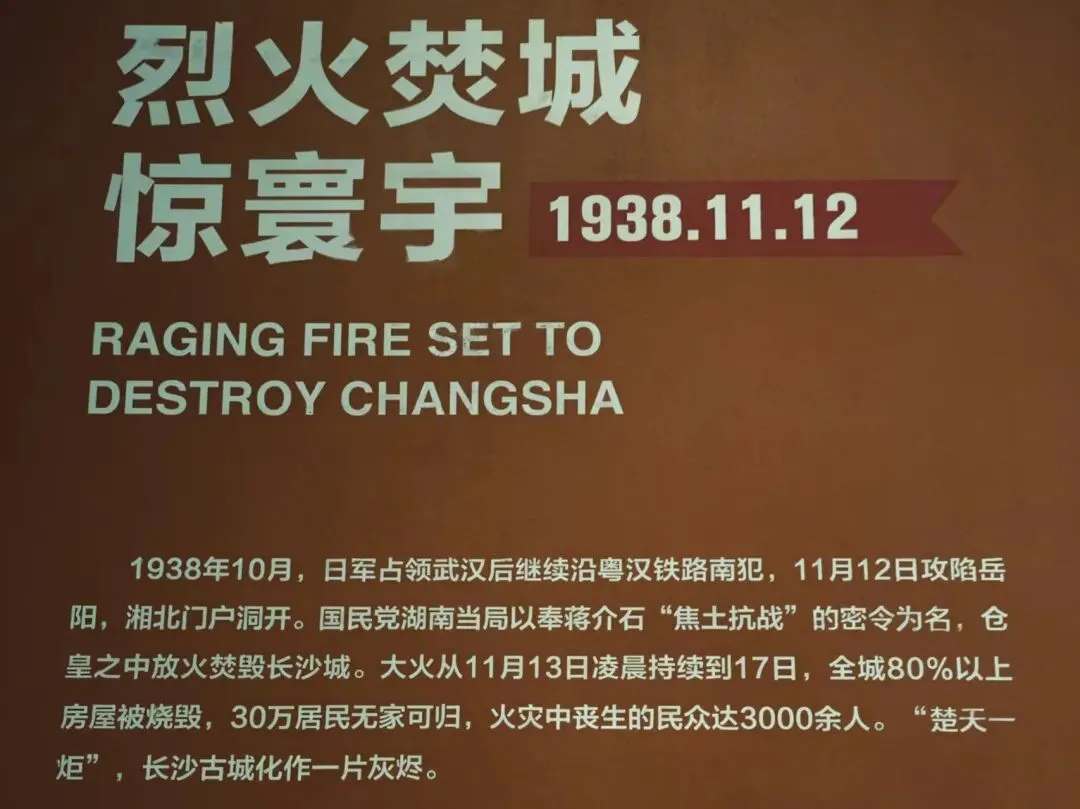 烈火焚城
惊寰宇 1938.11.12
RAGING FIRE SET TO
DESTROY CHANGSHA
1938年10月，日军占领武汉后继续沿粤汉铁路南犯，11月12日攻陷岳
阳，湘北门户洞开。国民党湖南当局以奉蒋介石“焦土抗战”的密令为名，仓
皇之中放火焚毁长沙城。大火从11月13日凌晨持续到17日，全城80%以上
房屋被烧毁，30万居民无家可归，火灾中丧生的民众达3000余人。“楚天一
炬”，长沙古城化作一片灰烬。